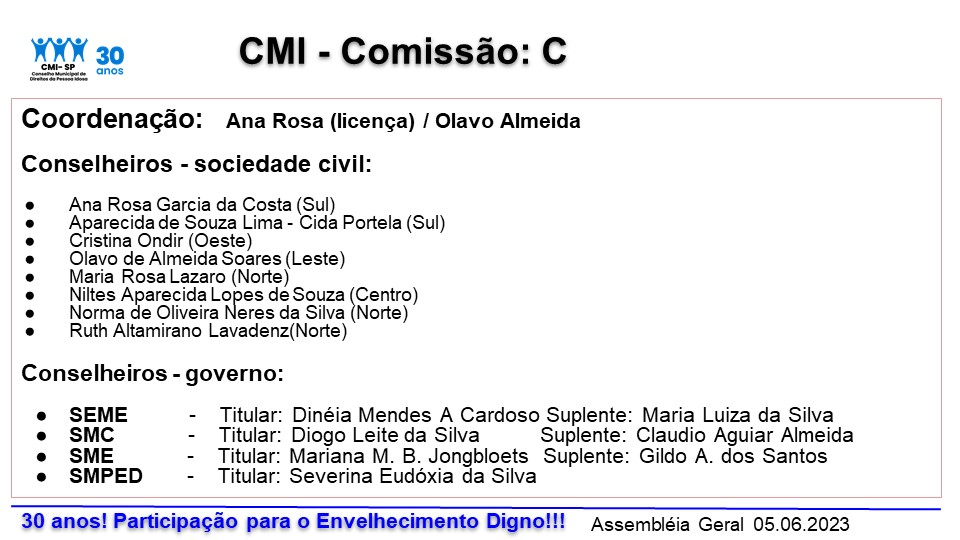 CMI - Comissão: C
CMI- SP
Conselho Municipal de
Direitos da Pessoa Idosa
30
anos
Coordenação: Ana Rosa (licença) / Olavo Almeida
Conselheiros - sociedade civil:
● Ana Rosa Garcia da Costa (Sul)
● Aparecida de Souza Lima - Cida Portela (Sul)
● Cristina Ondir (Oeste)
● Olavo de Almeida Soares (Leste)
● Maria Rosa Lazaro (Norte)
● Niltes Aparecida Lopes de Souza (Centro)
● Norma de Oliveira Neres da Silva (Norte)
● Ruth Altamirano Lavadenz(Norte)
Conselheiros - governo:
● SEME - Titular: Dinéia Mendes A Cardoso Suplente: Maria Luiza da Silva
● SMC - Titular: Diogo Leite da Silva Suplente: Claudio Aguiar Almeida
● SME - Titular: Mariana M. B. Jongbloets Suplente: Gildo A. dos Santos
● SMPED - Titular: Severina Eudóxia da Silva
30 anos! Participação para o Envelhecimento Digno!!! Assembléia Geral 05.06.2023